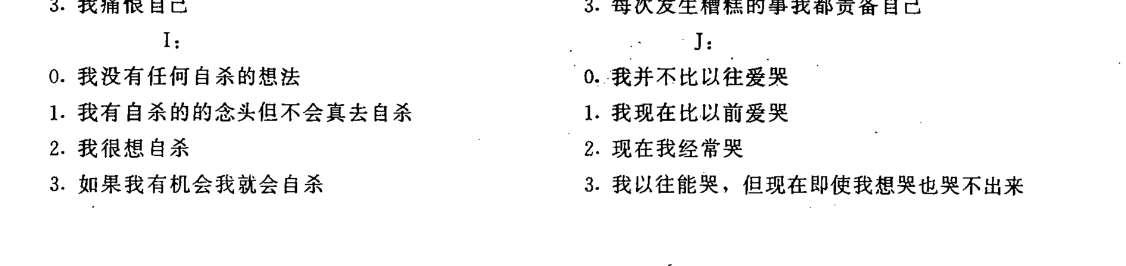 3. 我痛恨自己
I:
0. 我没有任何自杀的想法
1. 我有自杀的的念头但不会真去自杀
2. 我很想自杀
3. 如果我有机会我就会自杀
3. 每次发生糟糕的事我都责备自己
J:
0. 我并不比以往爱哭
1. 我现在比以前爱哭
2. 现在我经常哭
3. 我以往能哭，但现在即使我想哭也哭不出来